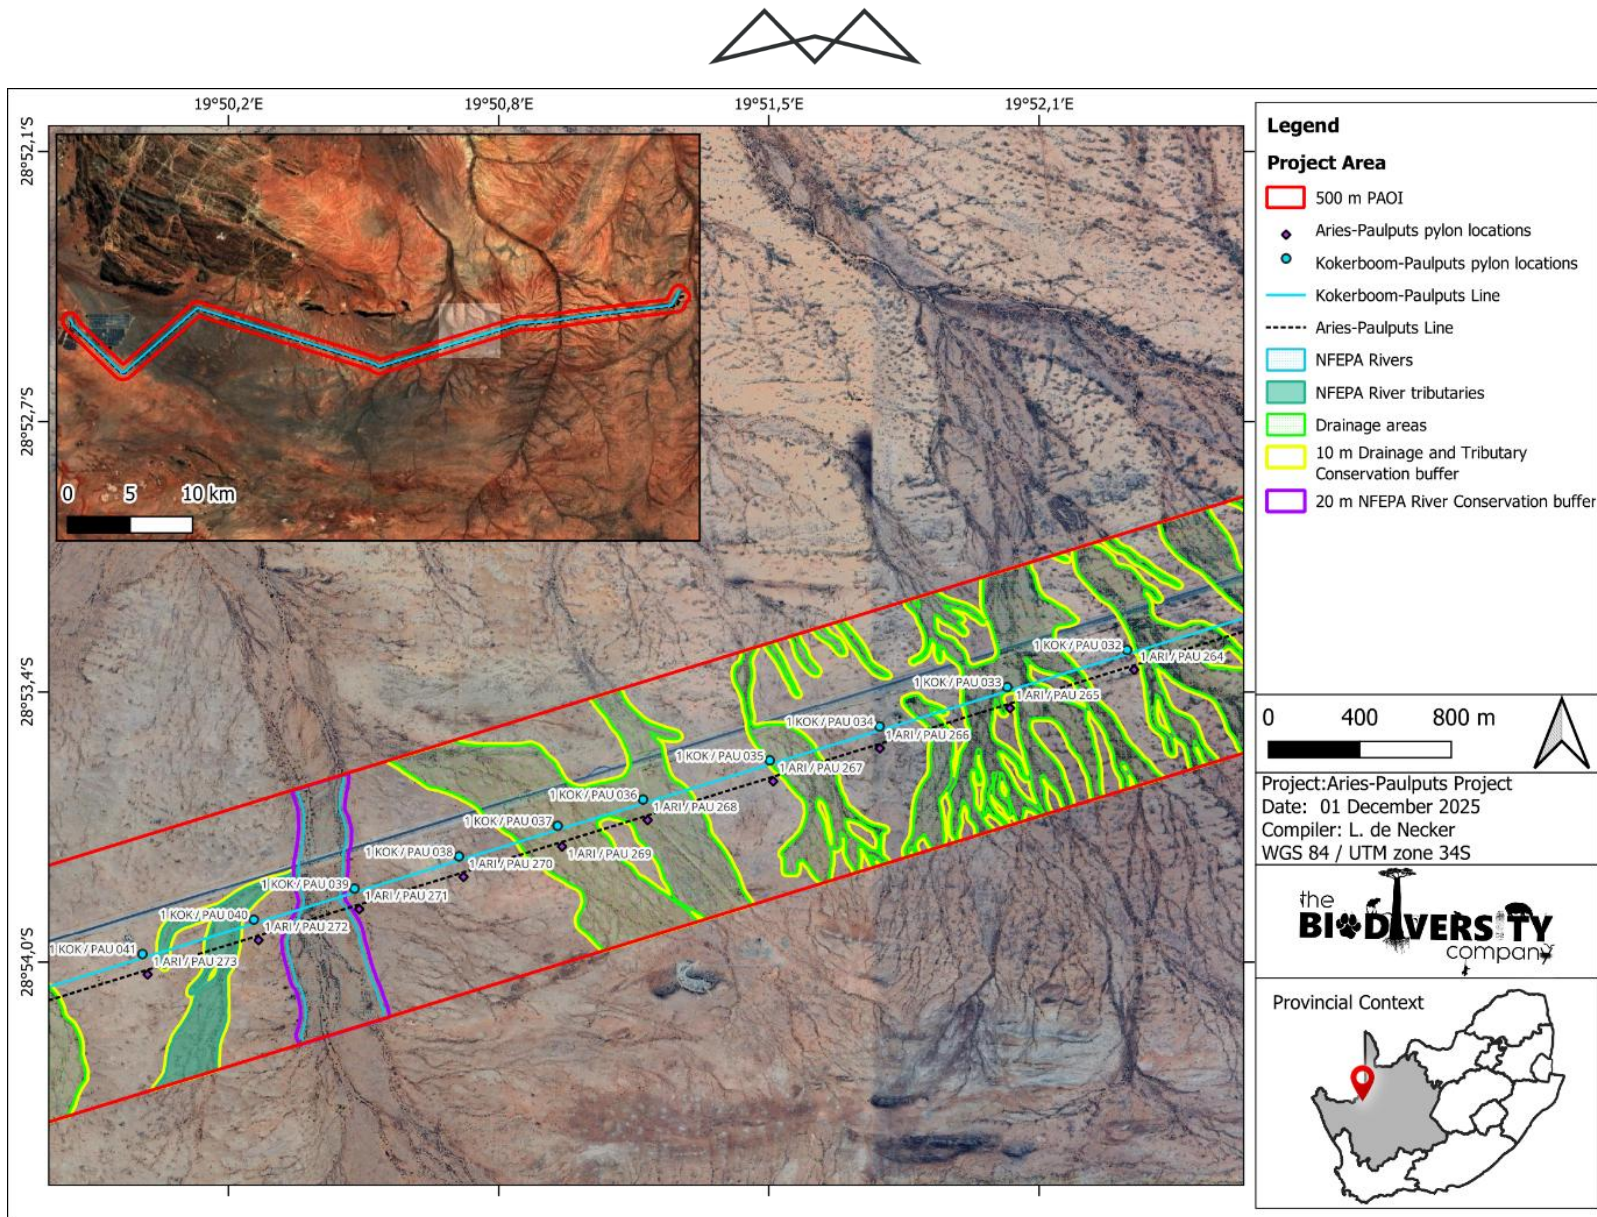 19°50,2'E
19°50,8'E
19°51,5'E
19°52,1'E
28°52,1'S
28°52,7'S
28°53,4'S
28°54,0'S
0 5 10 km
1 KOK / PAU 032
1 ARI / PAU 264
1 KOK / PAU 033
1 ARI / PAU 265
1 KOK / PAU 034
1 ARI / PAU 266
1 KOK / PAU 035
1 ARI / PAU 267
1 KOK / PAU 036
1 ARI / PAU 268
1 KOK / PAU 037
1 ARI / PAU 269
1 KOK / PAU 038
1 ARI / PAU 270
1 KOK / PAU 039
1 ARI / PAU 271
1 KOK / PAU 040
1 ARI / PAU 272
1 KOK / PAU 041
1 ARI / PAU 273
Legend
Project Area
500 m PAOI
Aries-Paulputs pylon locations
Kokerboom-Paulputs pylon locations
Kokerboom-Paulputs Line
Aries-Paulputs Line
NFEPA Rivers
NFEPA River tributaries
Drainage areas
10 m Drainage and Tributary
Conservation buffer
20 m NFEPA River Conservation buffer
0 400 800 m
Project:Aries-Paulputs Project
Date: 01 December 2025
Compiler: L. de Necker
WGS 84 / UTM zone 34S
the
BIODIVERSITY
company
Provincial Context